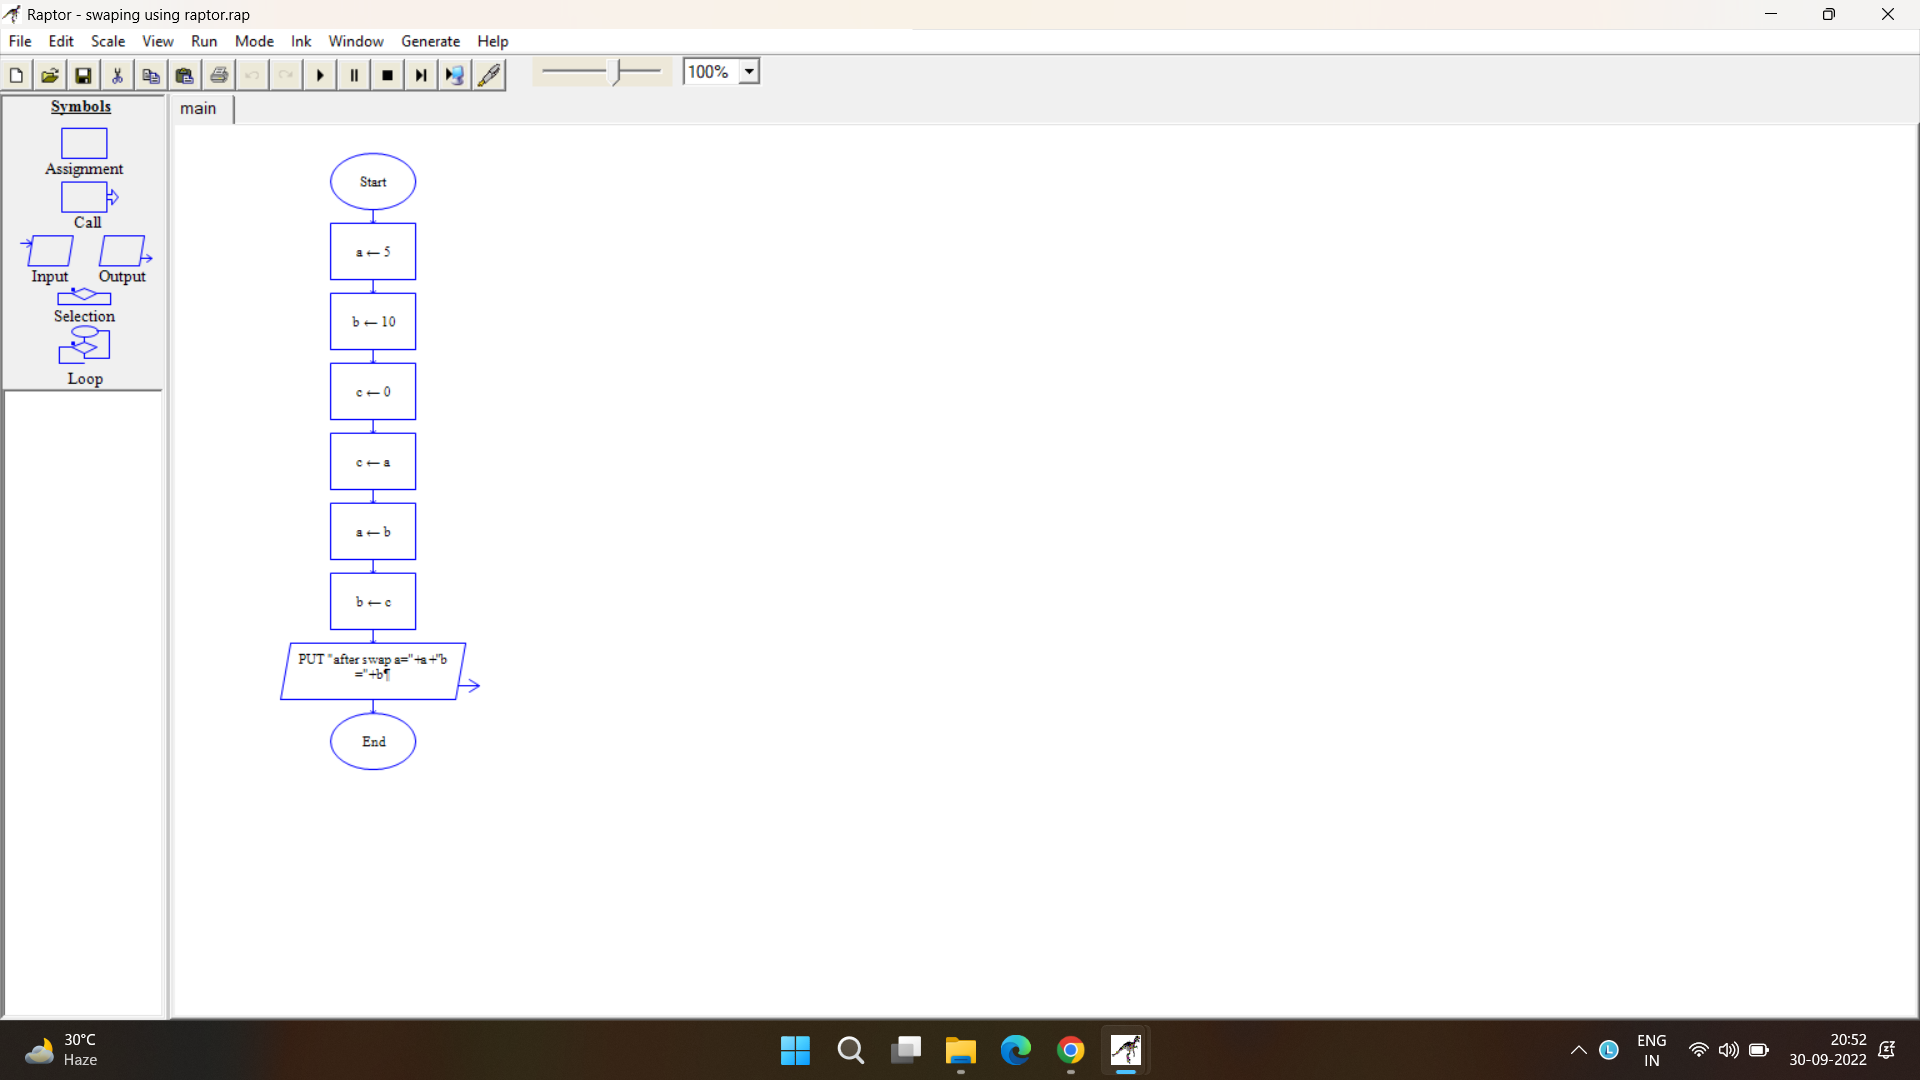 Raptor - swaping using raptor.rap
File Edit Scale View Run Mode Ink Window Generate Help
100%
Symbols
main
Assignment
Call
Input Output
Selection
Loop
Start
a ← 5
b ← 10
c ← 0
c ← a
a ← b
b ← c
PUT "after swap a="+a+"b
="+b¶
End
30°C
Haze
L
ENG
IN
20:52
30-09-2022